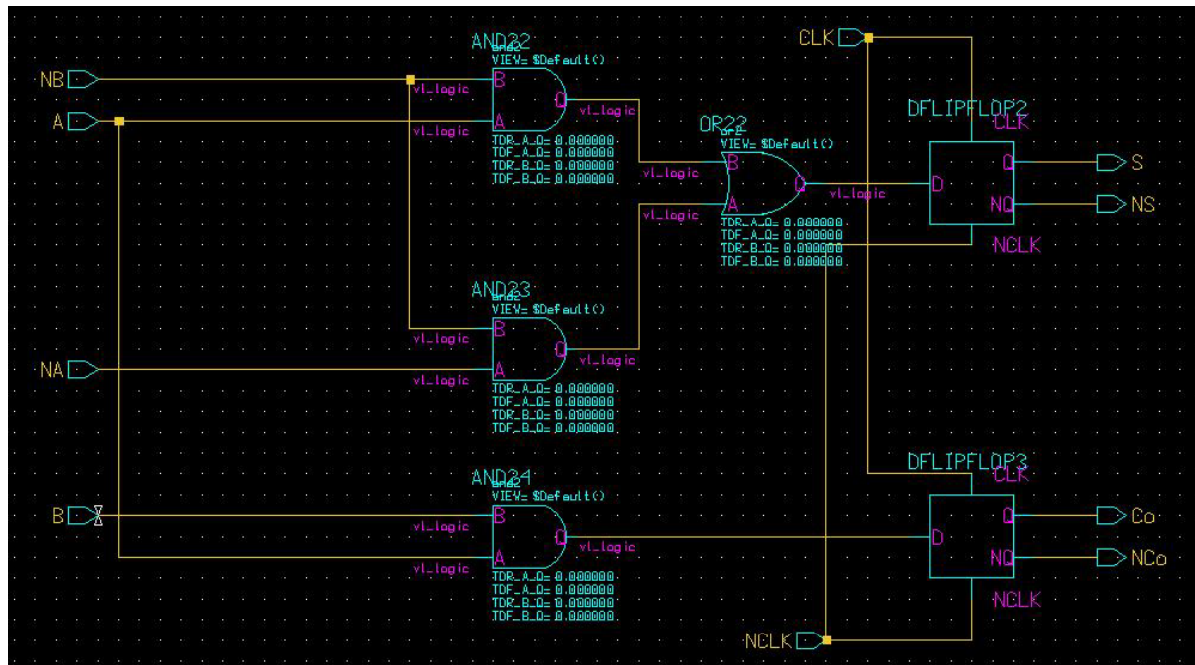 AND22
and2
VIEW= $Default()
CLK
NB
B
vl_logic
Q
vl_logic
A
A
TDR_A_Q= 0.000000
TDF_A_Q= 0.000000
TDR_B_Q= 0.000000
TDF_B_Q= 0.000000
OR22
or2
VIEW= $Default()
B
vl_logic
Q
vl_logic
A
vl_logic
TDR_A_Q= 0.000000
TDF_A_Q= 0.000000
TDR_B_Q= 0.000000
TDF_B_Q= 0.000000
DFLIPFLOP2
CLK
Q
S
D
NQ
NS
NCLK
AND23
and2
VIEW= $Default()
B
vl_logic
Q
vl_logic
NA
A
vl_logic
TDR_A_Q= 0.000000
TDF_A_Q= 0.000000
TDR_B_Q= 0.000000
TDF_B_Q= 0.000000
AND24
and2
VIEW= $Default()
B
B
vl_logic
Q
vl_logic
A
vl_logic
TDR_A_Q= 0.000000
TDF_A_Q= 0.000000
TDR_B_Q= 0.000000
TDF_B_Q= 0.000000
DFLIPFLOP3
CLK
Q
Co
D
NQ
NCo
NCLK
NCLK